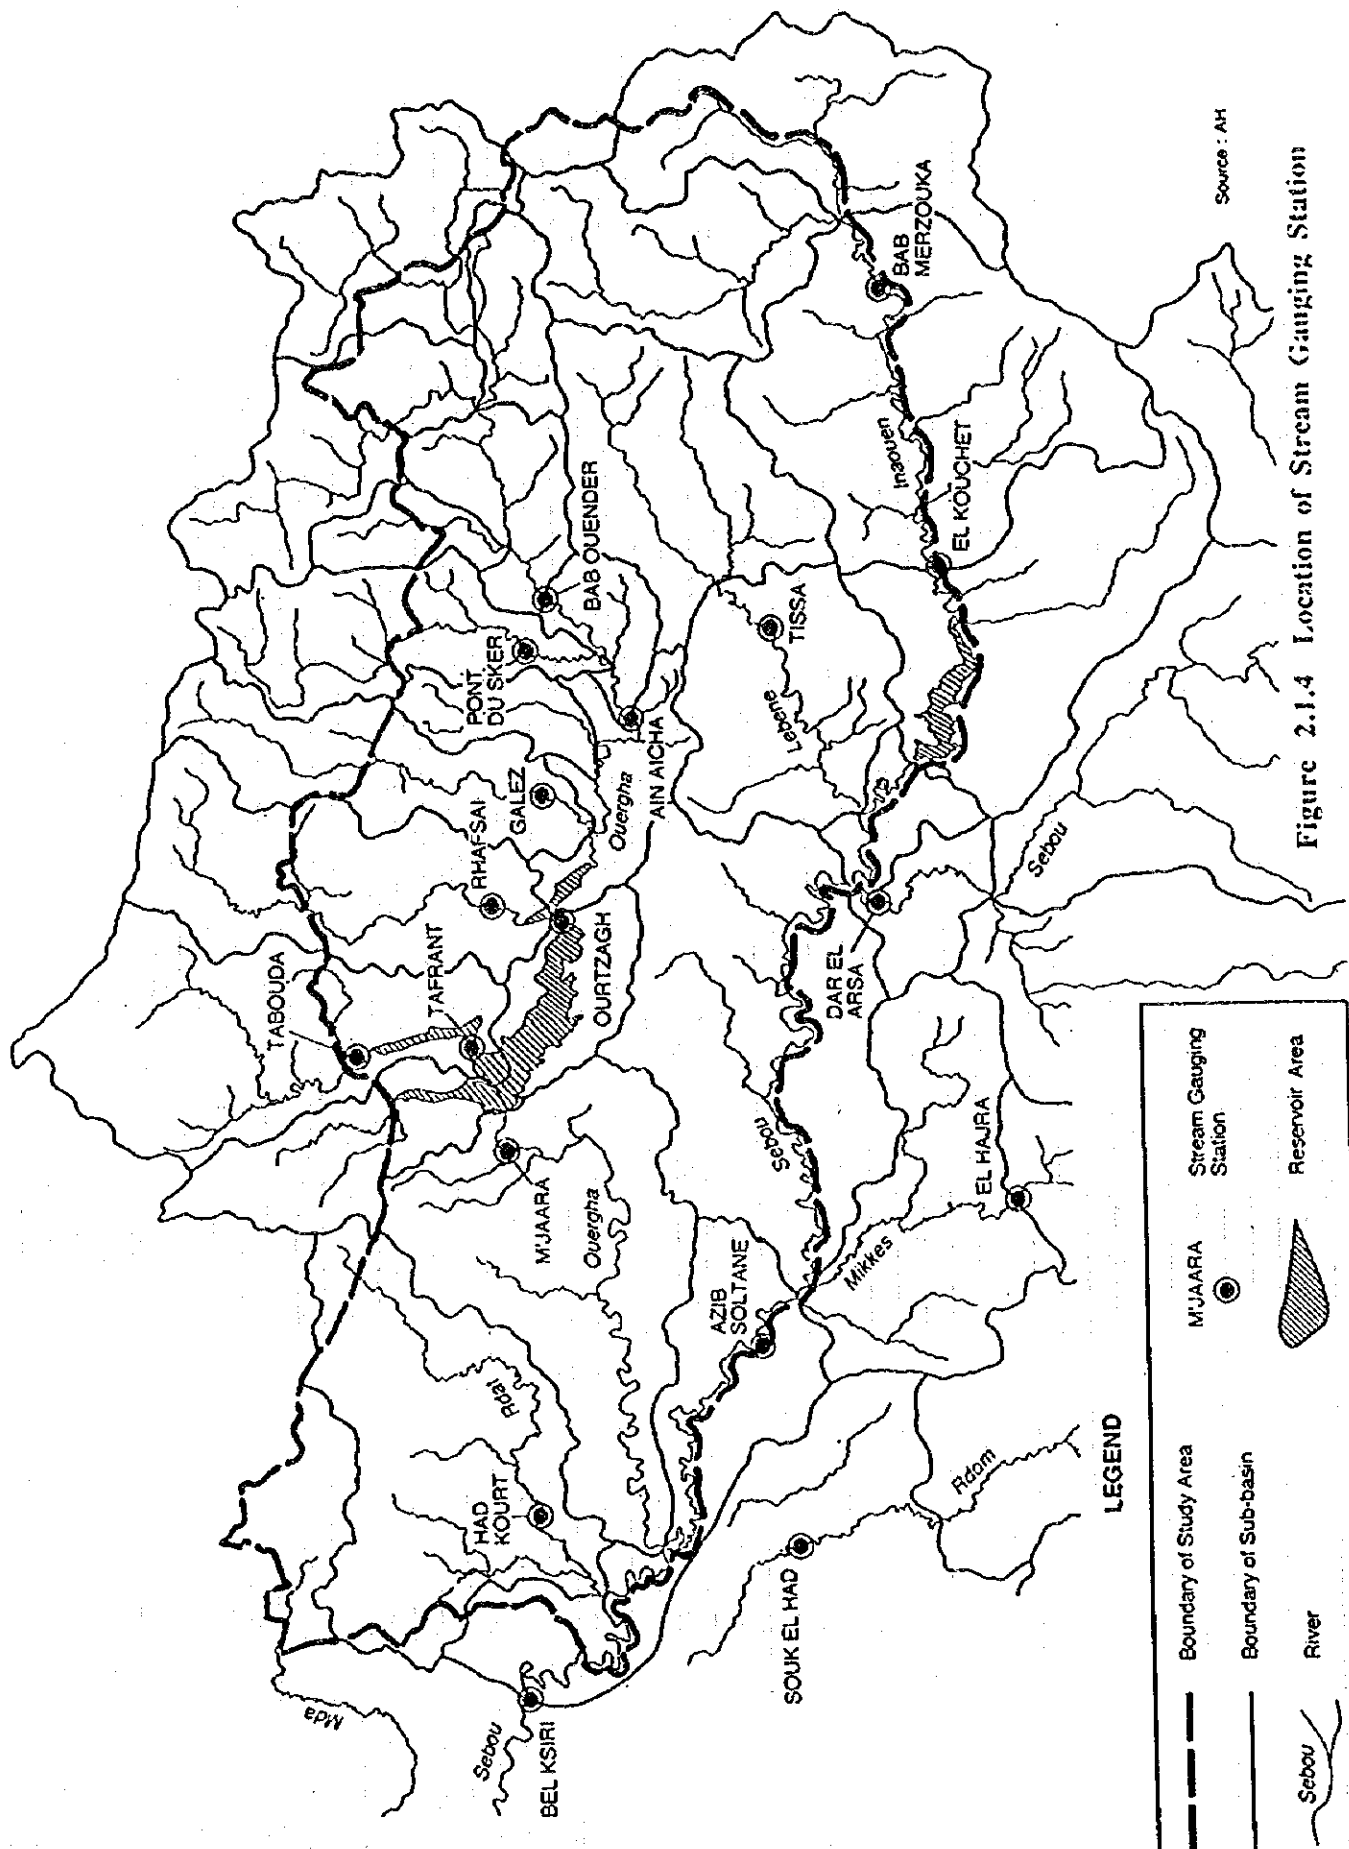 Mda
Sebou
BEL KSIRI
HAD
KOURT
Rdat
Ouergha
M'JAARA
TABOUDA
TAFRANT
OURTZAGH
RHAFSAI
GALEZ
Ouergha
PONT
DU SKER
AIN AICHA
BAB OUENDER
TISSA
Lebene
Inaouen
EL KOUCHET
BAB
MERZOUKA
DAR EL
ARSA
Sebou
Sebou
AZIB
SOLTANE
Mikkes
EL HAJRA
SOUK EL HAD
Rdom
LEGEND
Boundary of Study Area
Boundary of Sub-basin
Sebou
River
M'JAARA
Stream Gauging
Station
Reservoir Area
Source : AH
Figure 2.1.4 Location of Stream Gauging Station